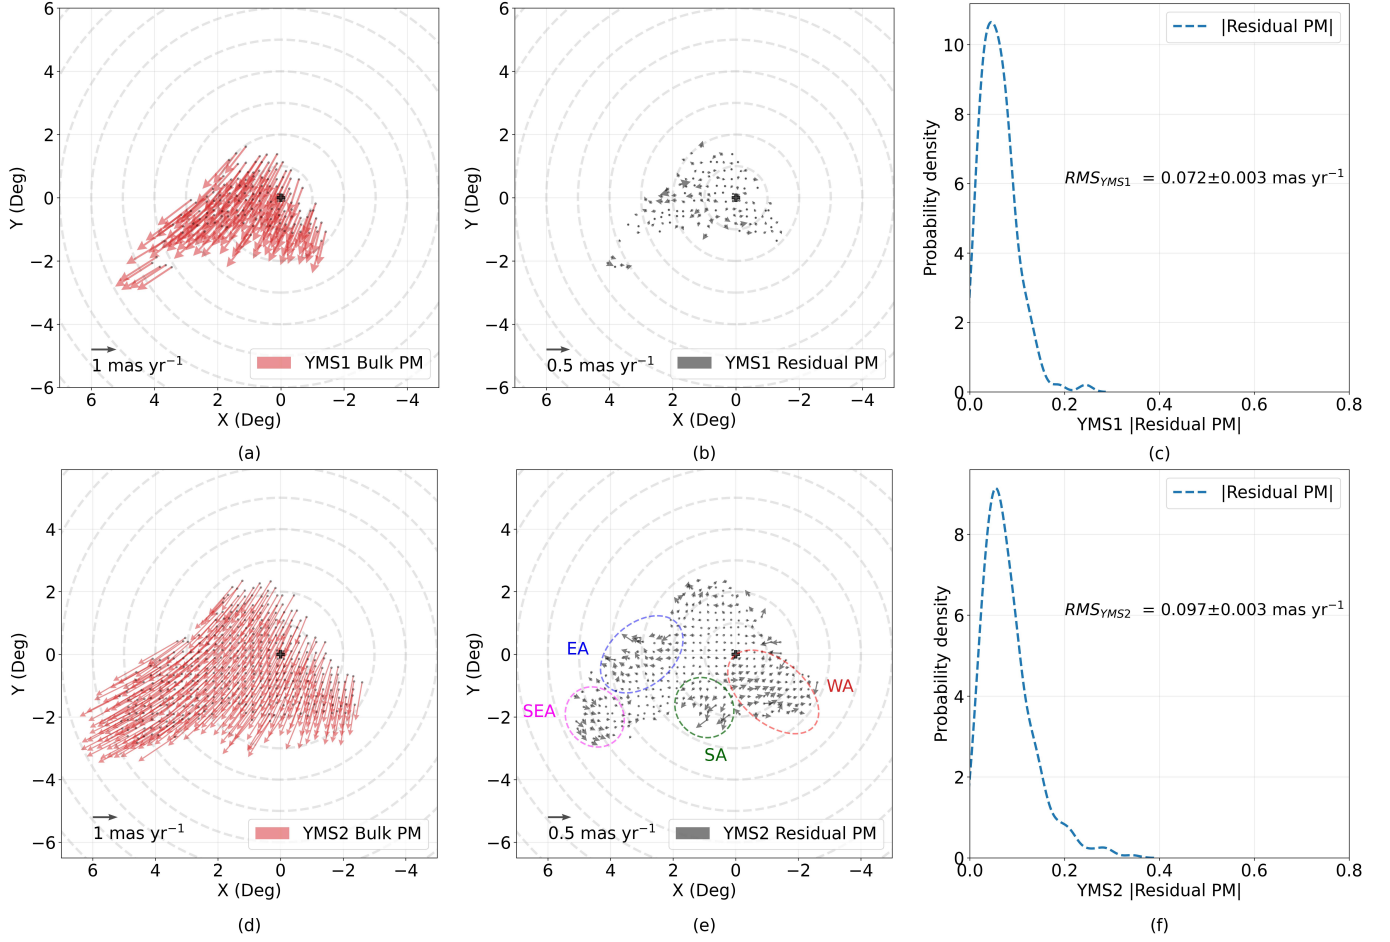 6
4
2
0
−2
−4
−6
Y (Deg)
1 mas yr⁻¹
YMS1 Bulk PM
6 4 2 0 −2 −4
X (Deg)
(a)
6
4
2
0
−2
−4
−6
Y (Deg)
0.5 mas yr⁻¹
YMS1 Residual PM
6 4 2 0 −2 −4
X (Deg)
(b)
10
8
6
4
2
0
Probability density
|Residual PM|
RMS_YMS1 = 0.072±0.003 mas yr⁻¹
0.0 0.2 0.4 0.6 0.8
YMS1 |Residual PM|
(c)
4
2
0
−2
−4
−6
Y (Deg)
1 mas yr⁻¹
YMS2 Bulk PM
6 4 2 0 −2 −4
X (Deg)
(d)
4
2
0
−2
−4
−6
Y (Deg)
EA
SEA
WA
SA
0.5 mas yr⁻¹
YMS2 Residual PM
6 4 2 0 −2 −4
X (Deg)
(e)
8
6
4
2
0
Probability density
|Residual PM|
RMS_YMS2 = 0.097±0.003 mas yr⁻¹
0.0 0.2 0.4 0.6 0.8
YMS2 |Residual PM|
(f)